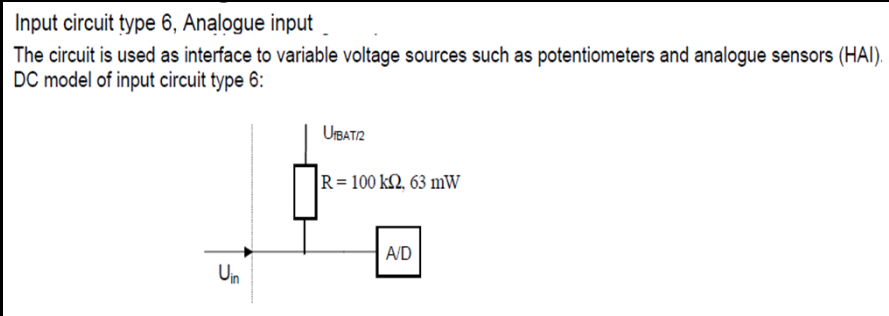 Input circuit type 6, Analogue input
The circuit is used as interface to variable voltage sources such as potentiometers and analogue sensors (HAI).
DC model of input circuit type 6:
UfBAT/2
R = 100 kΩ, 63 mW
A/D
Uin